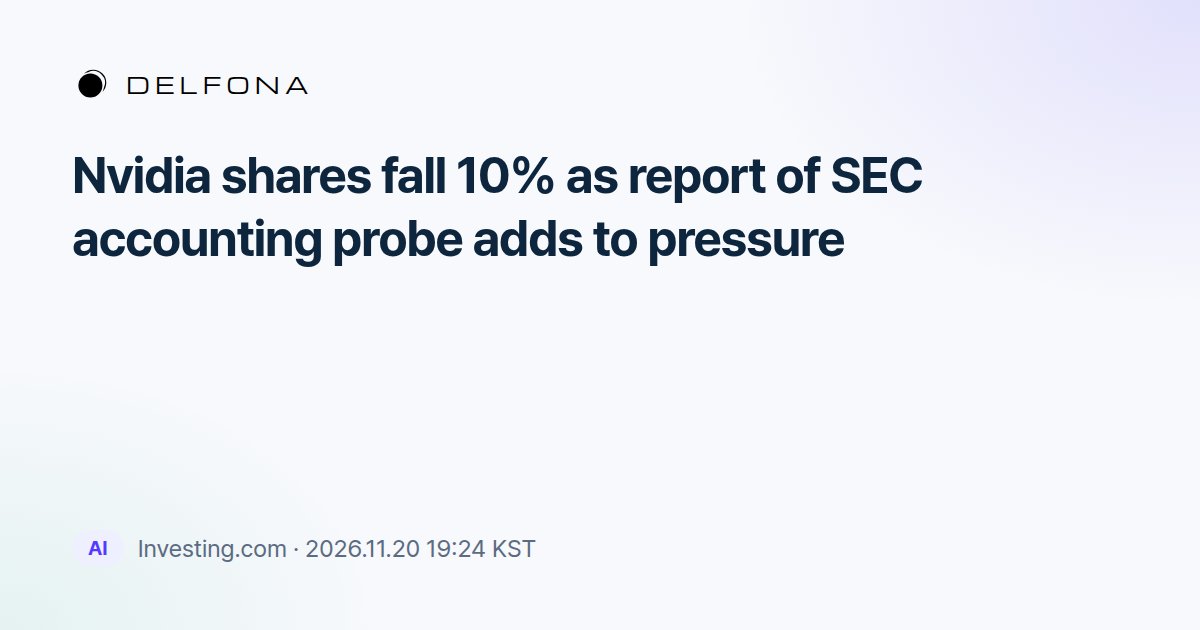 DELFONA
Nvidia shares fall 10% as report of SEC
accounting probe adds to pressure
AI Investing.com · 2026.11.20 19:24 KST